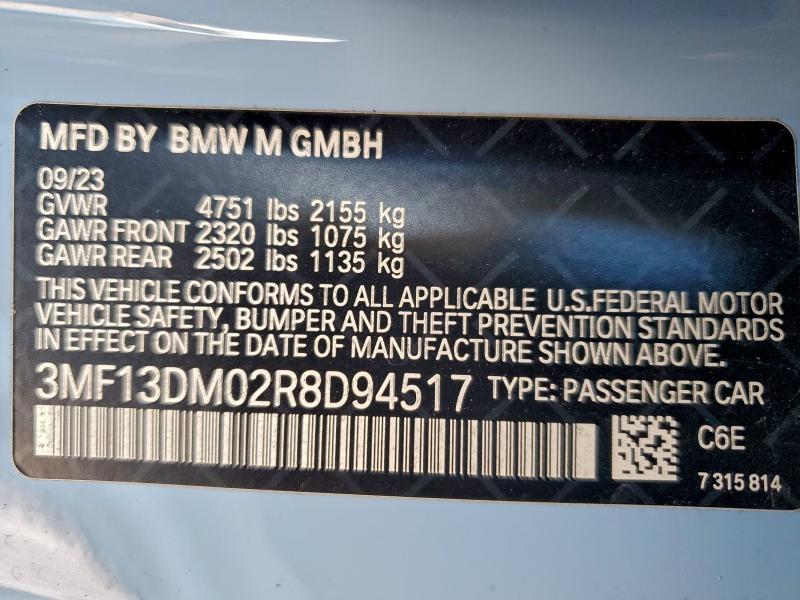 MFD BY BMW M GMBH
09/23
GVWR 4751 lbs 2155 kg
GAWR FRONT 2320 lbs 1075 kg
GAWR REAR 2502 lbs 1135 kg
THIS VEHICLE CONFORMS TO ALL APPLICABLE U.S.FEDERAL MOTOR
VEHICLE SAFETY, BUMPER AND THEFT PREVENTION STANDARDS
IN EFFECT ON THE DATE OF MANUFACTURE SHOWN ABOVE.
3MF13DM02R8D94517 TYPE: PASSENGER CAR
C6E
7 315 814